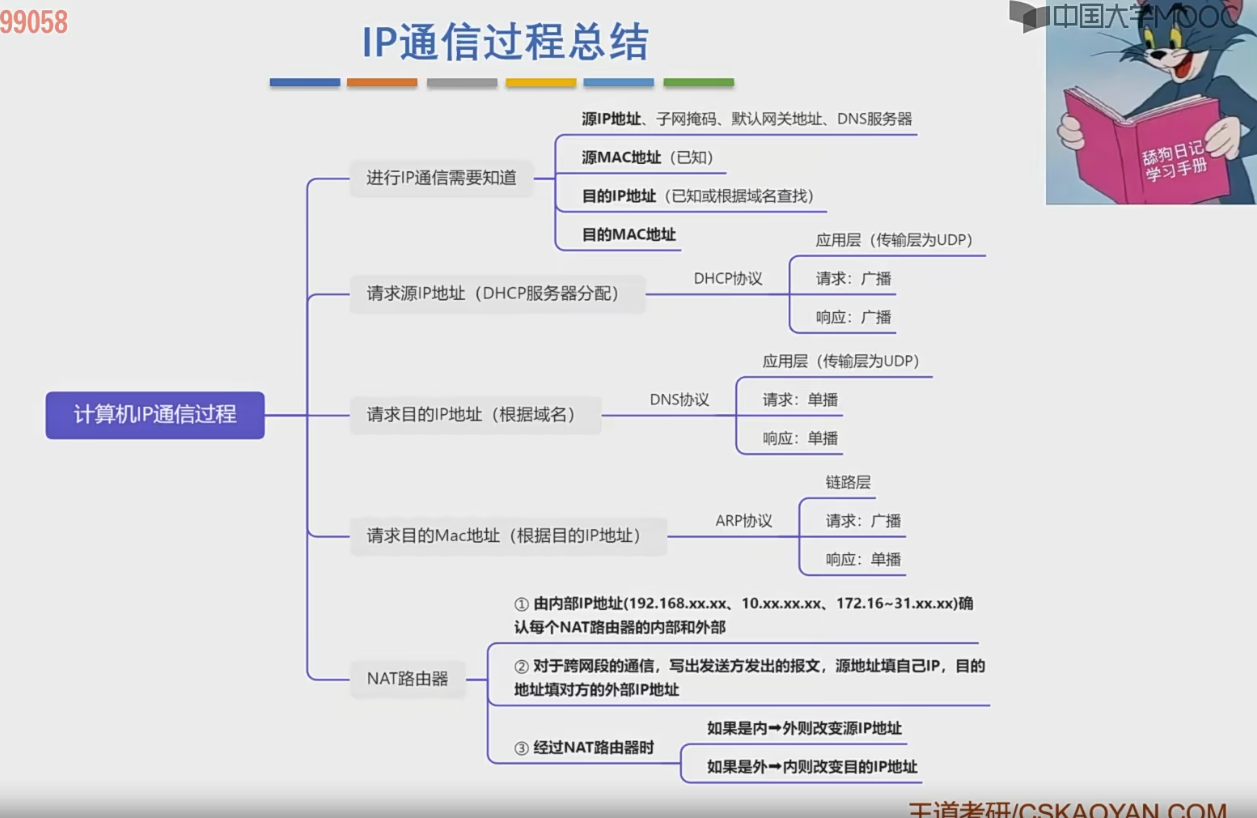 99058
中国大学MOOC
IP通信过程总结
舔狗日记
学习手册
计算机IP通信过程
进行IP通信需要知道
源IP地址、子网掩码、默认网关地址、DNS服务器
源MAC地址（已知）
目的IP地址（已知或根据域名查找）
目的MAC地址
请求源IP地址（DHCP服务器分配）
DHCP协议
应用层（传输层为UDP）
请求：广播
响应：广播
请求目的IP地址（根据域名）
DNS协议
应用层（传输层为UDP）
请求：单播
响应：单播
请求目的Mac地址（根据目的IP地址）
ARP协议
链路层
请求：广播
响应：单播
NAT路由器
① 由内部IP地址(192.168.xx.xx、10.xx.xx.xx、172.16~31.xx.xx)确
认每个NAT路由器的内部和外部
② 对于跨网段的通信，写出发送方发出的报文，源地址填自己IP，目的
地址填对方的外部IP地址
③ 经过NAT路由器时
如果是内➡外则改变源IP地址
如果是外➡内则改变目的IP地址
王道考研/CSKAOYAN.COM